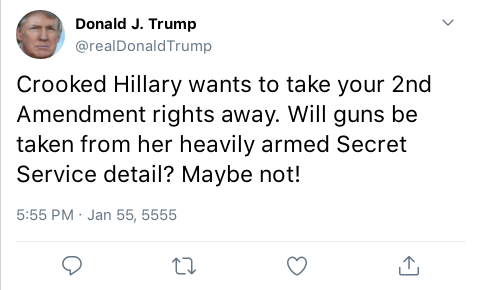 Donald J. Trump
@realDonaldTrump
Crooked Hillary wants to take your 2nd
Amendment rights away. Will guns be
taken from her heavily armed Secret
Service detail? Maybe not!
5:55 PM · Jan 55, 5555